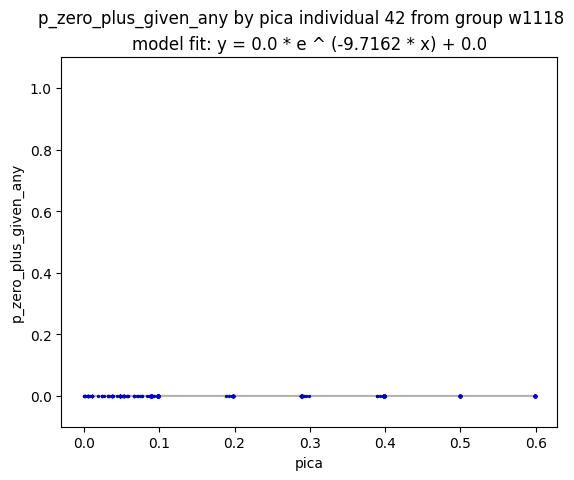 p_zero_plus_given_any by pica individual 42 from group w1118
model fit: y = 0.0 * e ^ (-9.7162 * x) + 0.0
1.0
0.8
0.6
0.4
0.2
0.0
p_zero_plus_given_any
0.0 0.1 0.2 0.3 0.4 0.5 0.6
pica